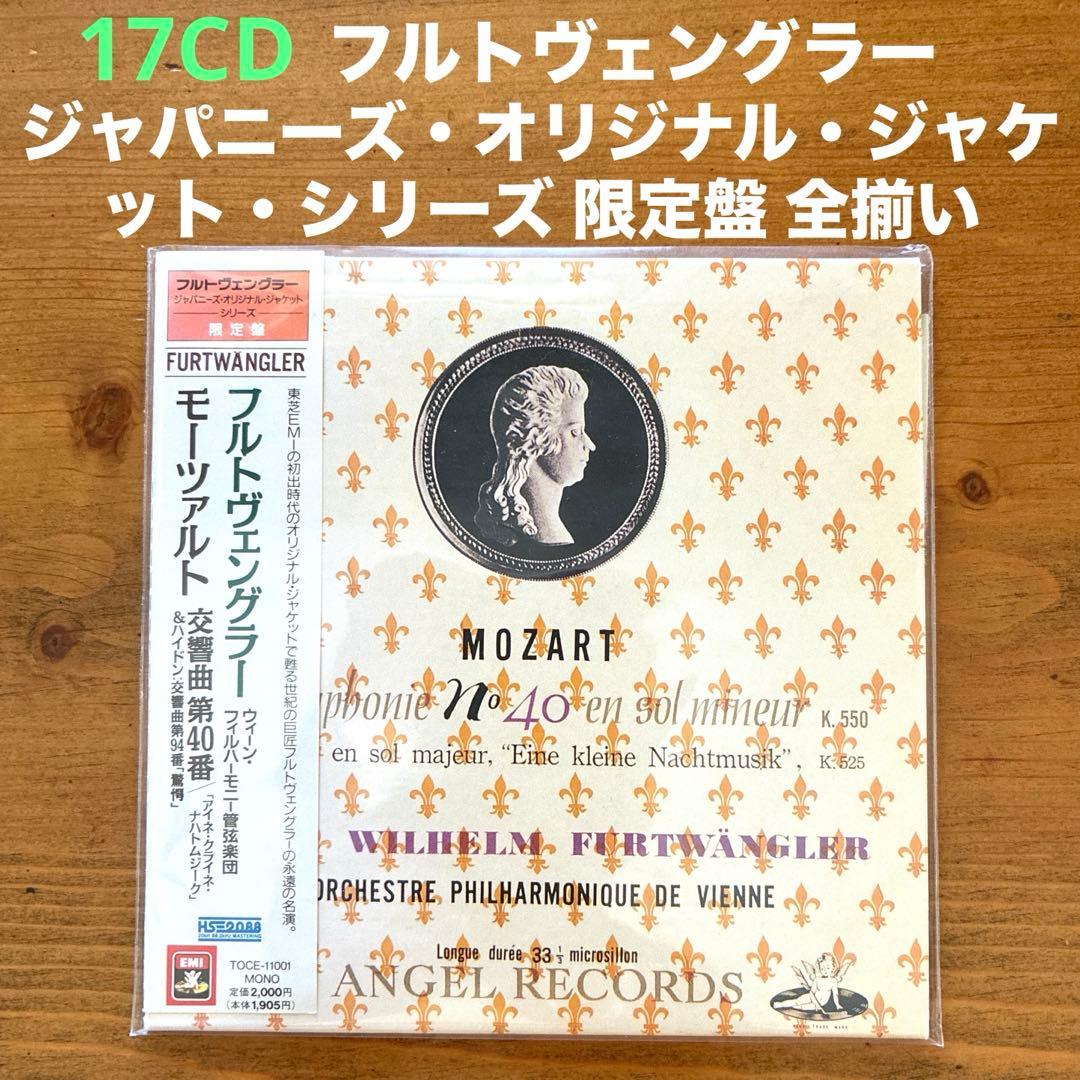 17CD フルトヴェングラー
ジャパニーズ・オリジナル・ジャケ
ット・シリーズ 限定盤 全揃い
フルトヴェングラー
ジャパニーズ・オリジナル・ジャケット
シリーズ
限定盤
FURTWÄNGLER
東芝EMIの初出時代のオリジナル・ジャケットで甦る世紀の巨匠フルトヴェングラーの永遠の名演。
フルトヴェングラー
ウィーン・
フィルハーモニー管弦楽団
モーツァルト
交響曲 第40番/
「アイネ・クライネ・
ナハトムジーク」
&ハイドン:交響曲第94番「驚愕」
HS2088
20bit 88.2kHz MASTERING
EMI
TOCE-11001
MONO
定価2,000円
(本体1,905円)
MOZART
phonie no 40 en sol mineur K. 550
en sol majeur, "Eine kleine Nachtmusik", K. 525
WILHELM FURTWÄNGLER
ORCHESTRE PHILHARMONIQUE DE VIENNE
Longue durée 33 1/3 microsillon
ANGEL RECORDS
TRADE MARK